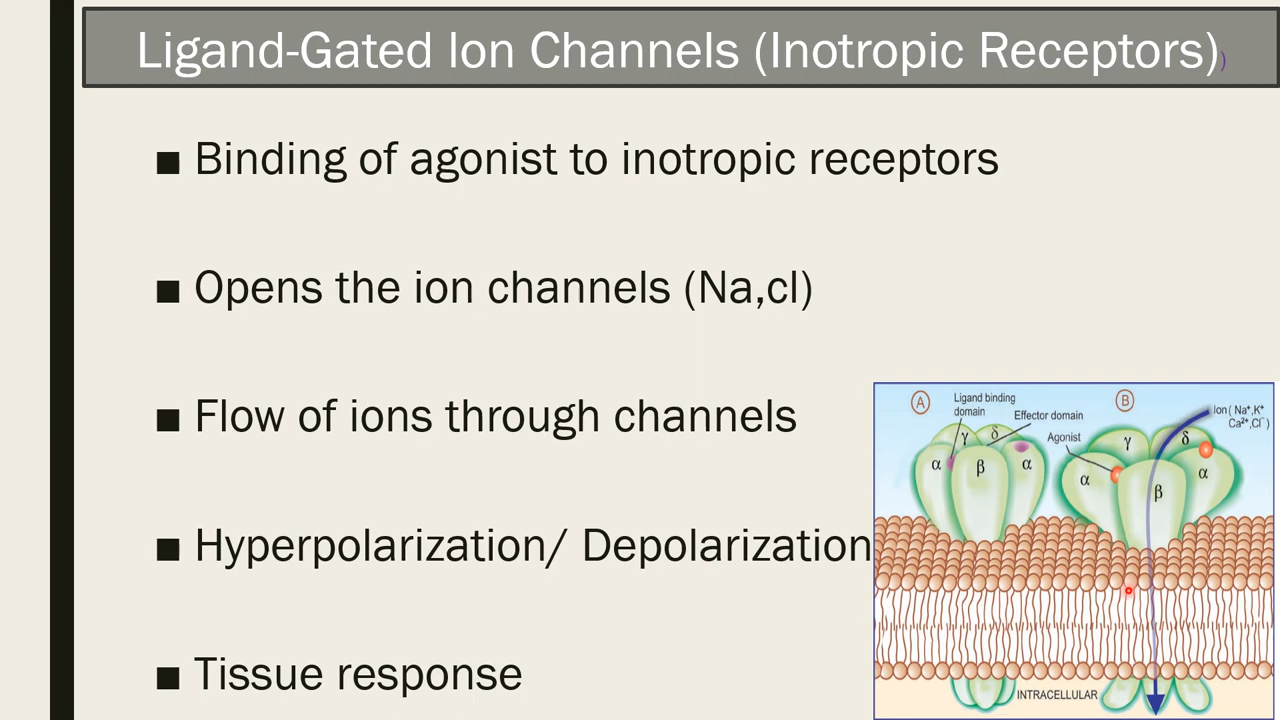 Ligand-Gated Ion Channels (Inotropic Receptors))
■ Binding of agonist to inotropic receptors
■ Opens the ion channels (Na,cl)
■ Flow of ions through channels
■ Hyperpolarization/ Depolarization
■ Tissue response
A
Ligand binding
domain
Effector domain
γ
δ
α
β
α
B
Ion ( Na⁺,K⁺
Ca²⁺,Cl⁻)
Agonist
γ
δ
α
β
α
INTRACELLULAR